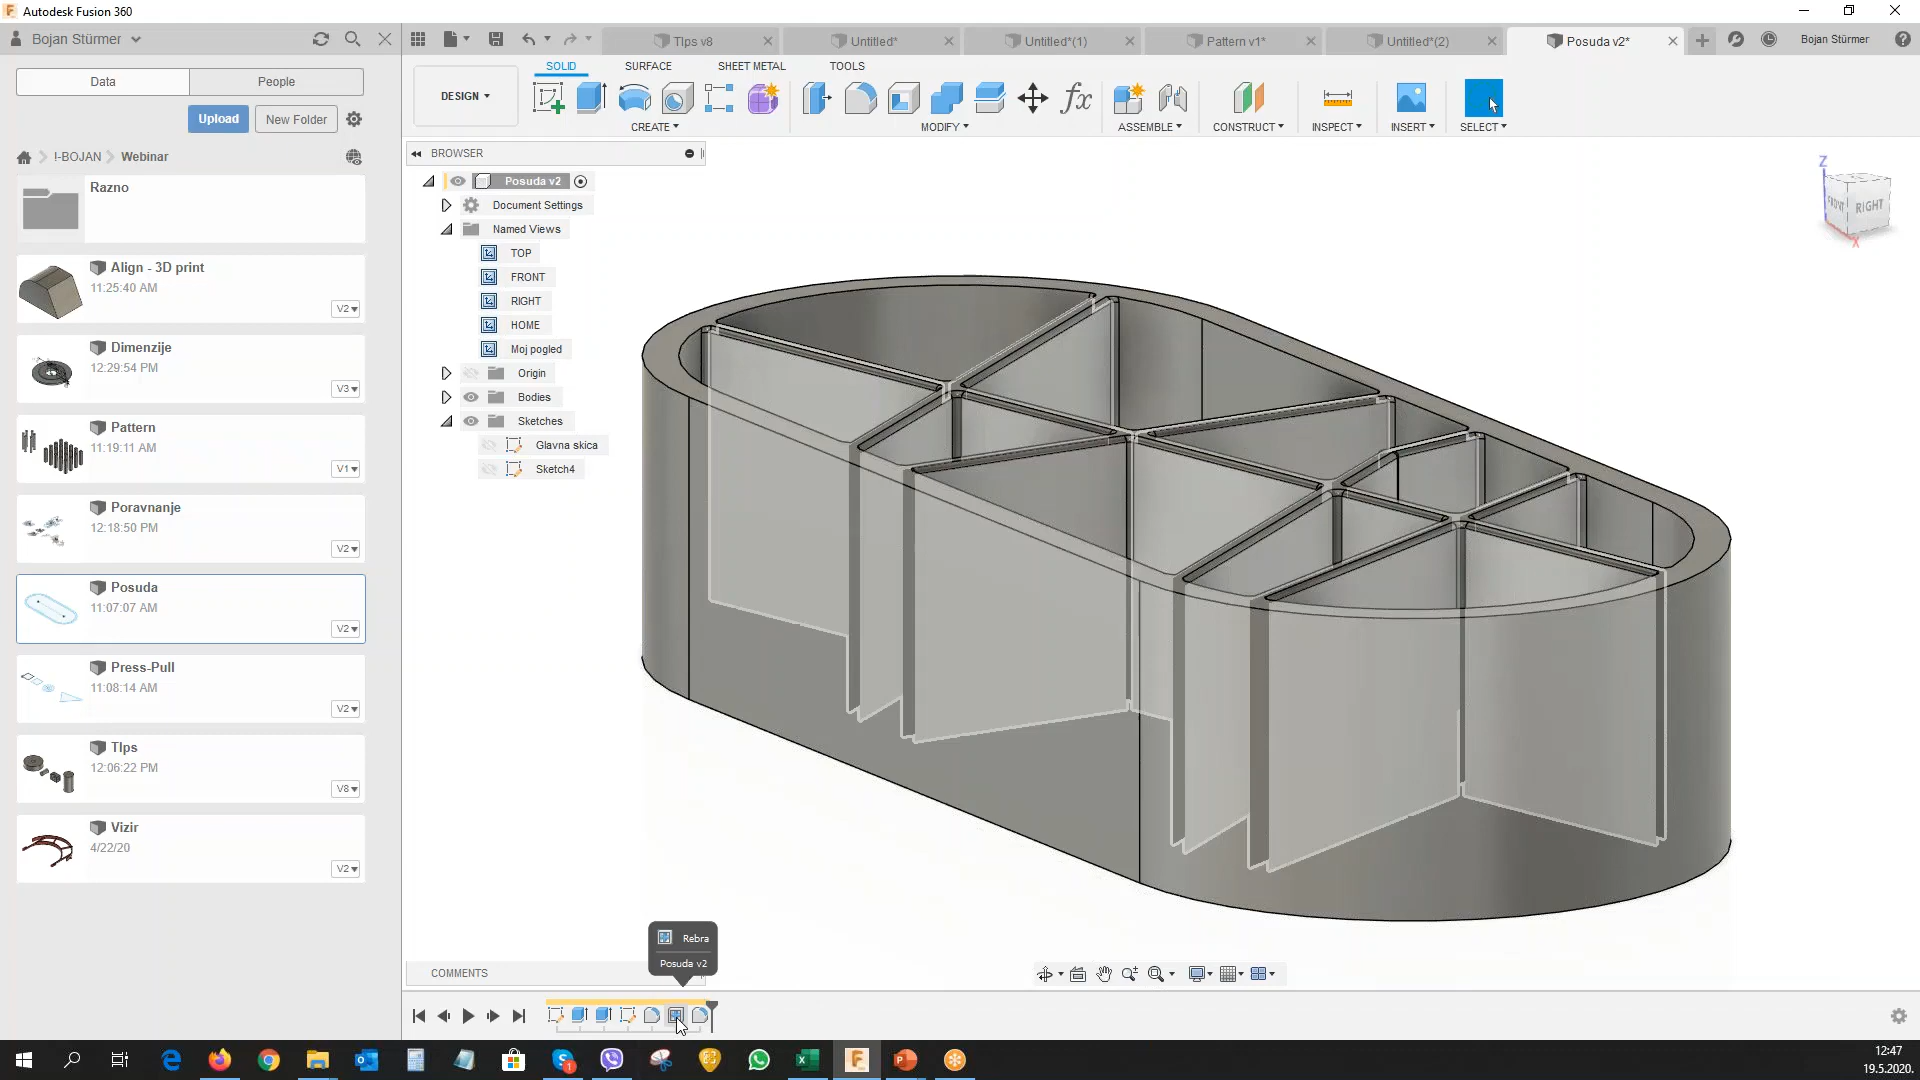 Autodesk Fusion 360
Bojan Stürmer
Tlps v8
Untitled*
Untitled*(1)
Pattern v1*
Untitled*(2)
Posuda v2*
Bojan Stürmer
SOLID
SURFACE
SHEET METAL
TOOLS
Data
People
DESIGN
CREATE
MODIFY
ASSEMBLE
CONSTRUCT
INSPECT
INSERT
SELECT
Upload
New Folder
!-BOJAN
Webinar
BROWSER
Posuda v2
Document Settings
Named Views
TOP
FRONT
RIGHT
HOME
Moj pogled
Origin
Bodies
Sketches
Glavna skica
Sketch4
Z
FRONT
RIGHT
X
Razno
Align - 3D print
11:25:40 AM
V2
Dimenzije
12:29:54 PM
V3
Pattern
11:19:11 AM
V1
Poravnanje
12:18:50 PM
V2
Posuda
11:07:07 AM
V2
Press-Pull
11:08:14 AM
V2
Tlps
12:06:22 PM
V8
Vizir
4/22/20
V2
Rebra
Posuda v2
COMMENTS
12:47
19.5.2020.